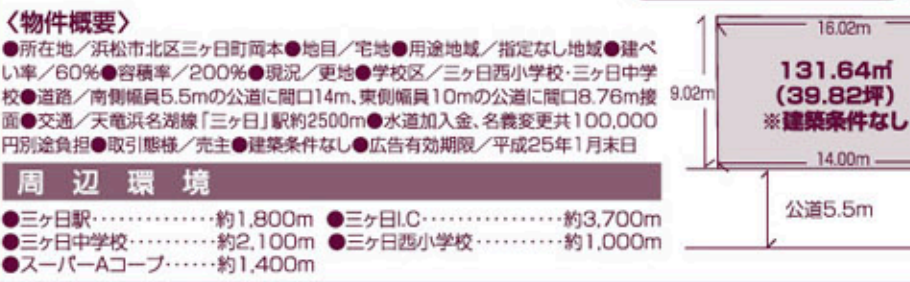 〈物件概要〉
●所在地／浜松市北区三ヶ日町岡本●地目／宅地●用途地域／指定なし地域●建ぺ
い率／60%●容積率／200%●現況／更地●学校区／三ヶ日西小学校・三ヶ日中学
校●道路／南側幅員5.5mの公道に間口14m、東側幅員10mの公道に間口8.76m接
面●交通／天竜浜名湖線「三ヶ日」駅約2500m●水道加入金、名義変更共100,000
円別途負担●取引態様／売主●建築条件なし●広告有効期限／平成25年1月末日
周辺環境
●三ヶ日駅‥‥‥‥‥‥‥約1,800m ●三ヶ日I.C‥‥‥‥‥‥‥‥約3,700m
●三ヶ日中学校‥‥‥‥‥約2,100m ●三ヶ日西小学校‥‥‥‥‥約1,000m
●スーパーAコープ‥‥‥約1,400m
16.02m
9.02m
131.64㎡
(39.82坪)
※建築条件なし
14.00m
公道5.5m